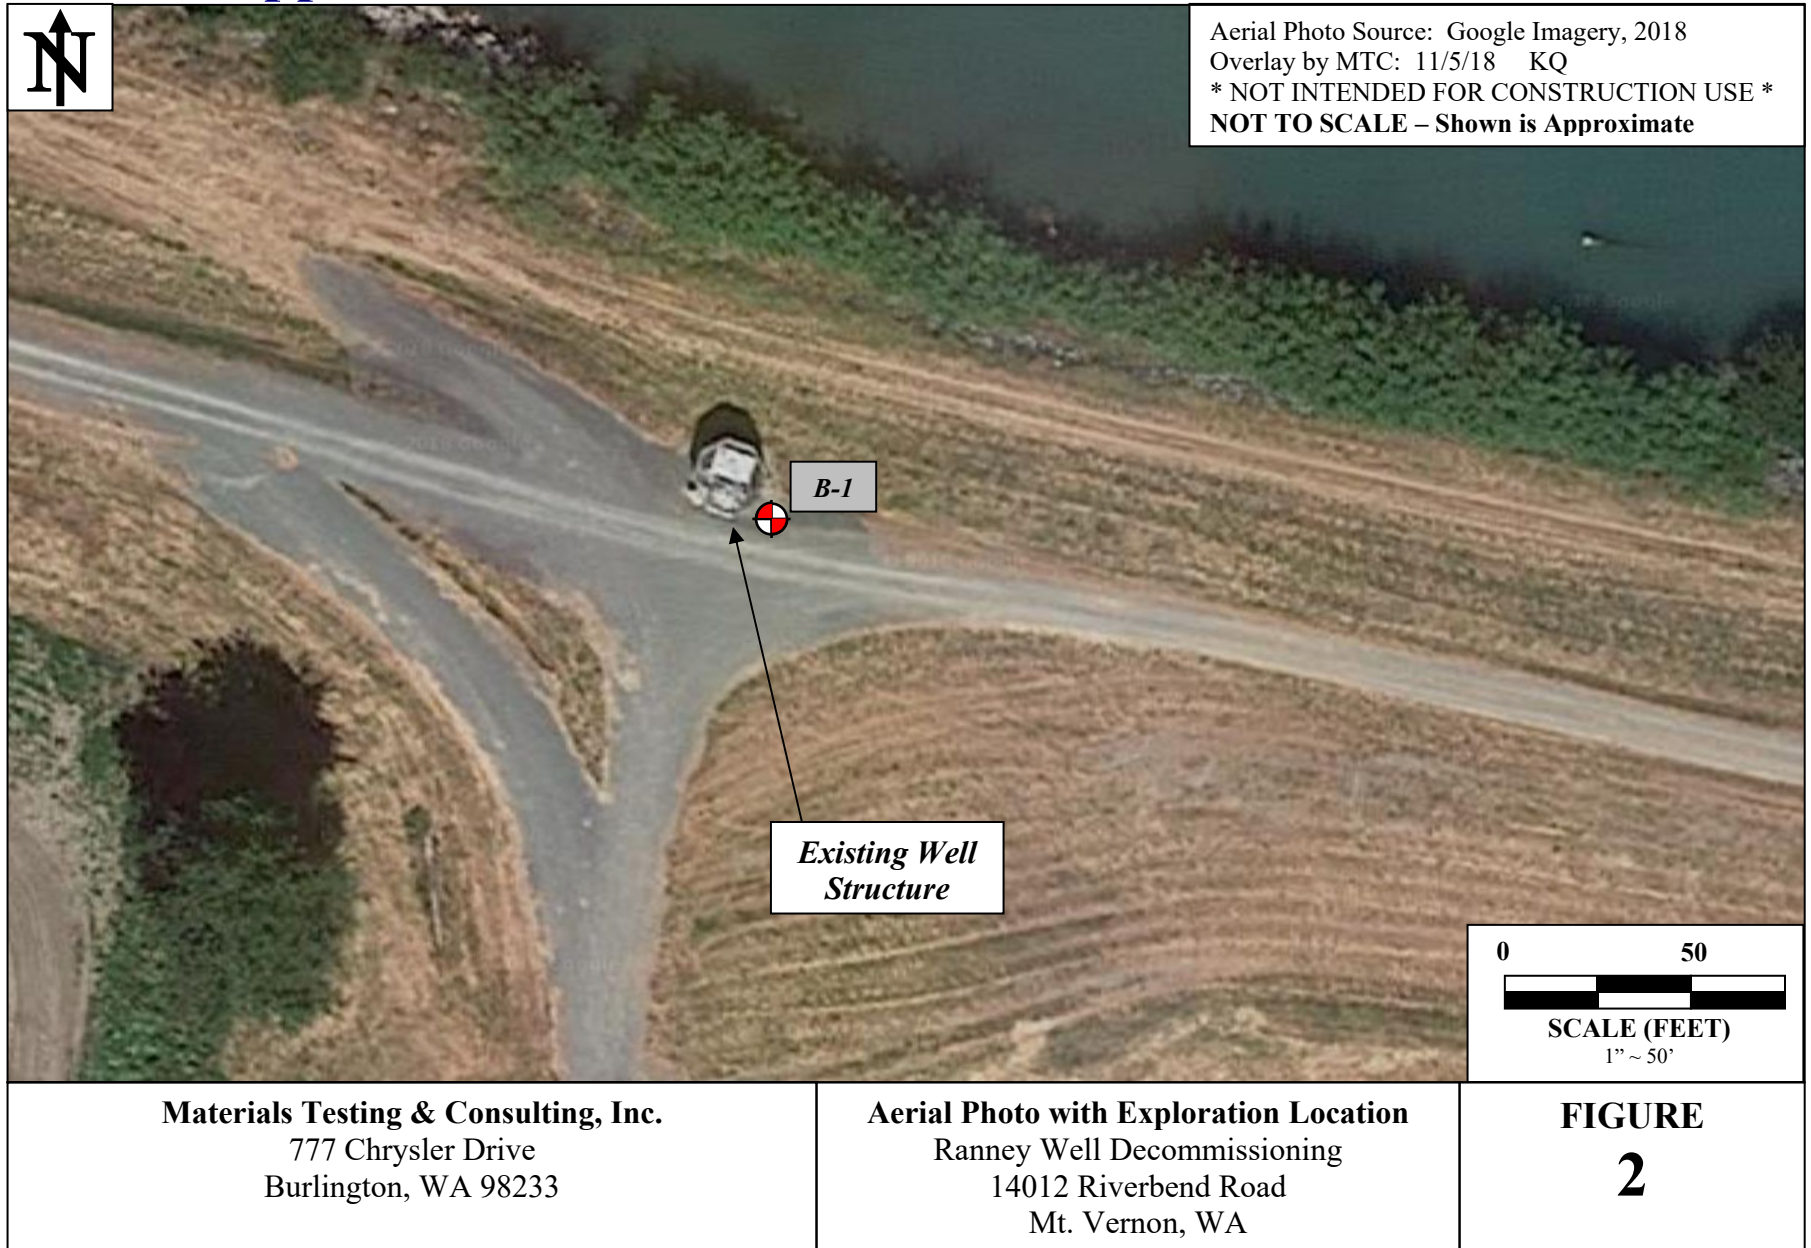 N
Aerial Photo Source: Google Imagery, 2018
Overlay by MTC: 11/5/18 KQ
* NOT INTENDED FOR CONSTRUCTION USE *
NOT TO SCALE – Shown is Approximate
B-1
Existing Well
Structure
0 50
SCALE (FEET)
1” ~ 50’
Materials Testing & Consulting, Inc.
777 Chrysler Drive
Burlington, WA 98233
Aerial Photo with Exploration Location
Ranney Well Decommissioning
14012 Riverbend Road
Mt. Vernon, WA
FIGURE
2